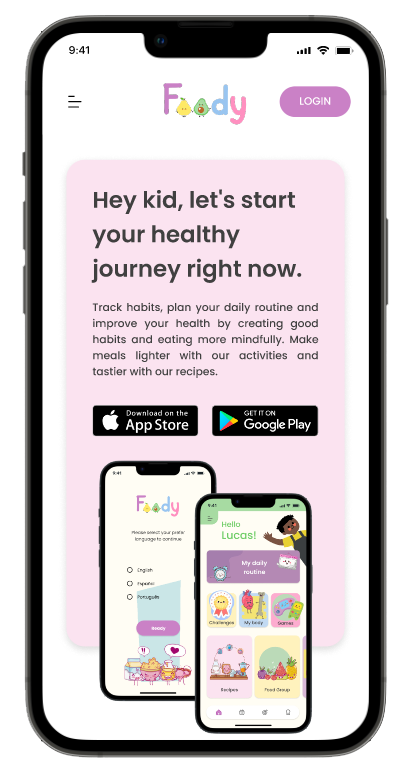 9:41
Foody
LOGIN
Hey kid, let's start
your healthy
journey right now.
Track habits, plan your daily routine and
improve your health by creating good
habits and eating more mindfully. Make
meals lighter with our activities and
tastier with our recipes.
Download on the
App Store
GET IT ON
Google Play
9:41
Foody
Please select your prefer
language to continue
English
Español
Português
Ready
9:41
Hello
Lucas!
My daily
routine
Challenges
My body
Games
Recipes
Food Group